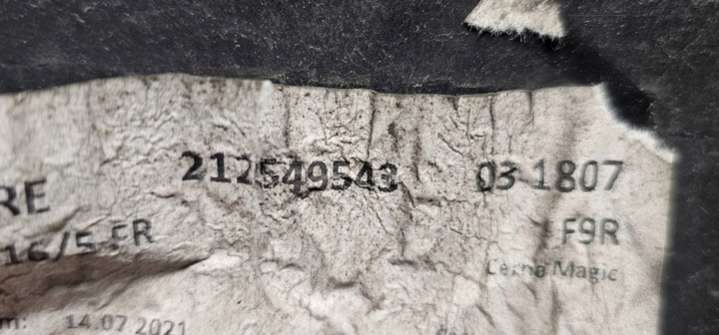 RE 212549543 03-1807
16/5 FR F9R
Černá Magic
m: 14.07.2021